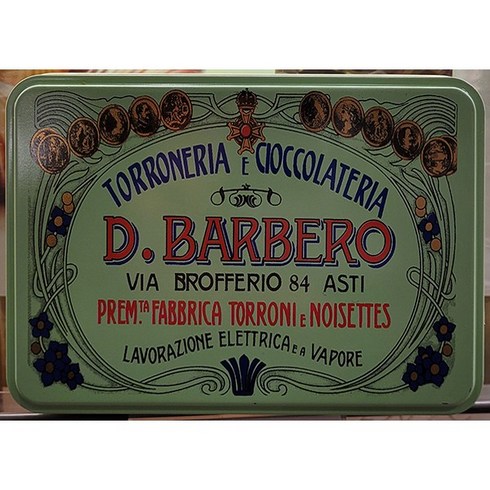 TORRONERIA E CIOCCOLATERIA
D. BARBERO
VIA BROFFERIO 84 ASTI
PREM.TA FABBRICA TORRONI E NOISETTES
LAVORAZIONE ELETTRICA E A VAPORE